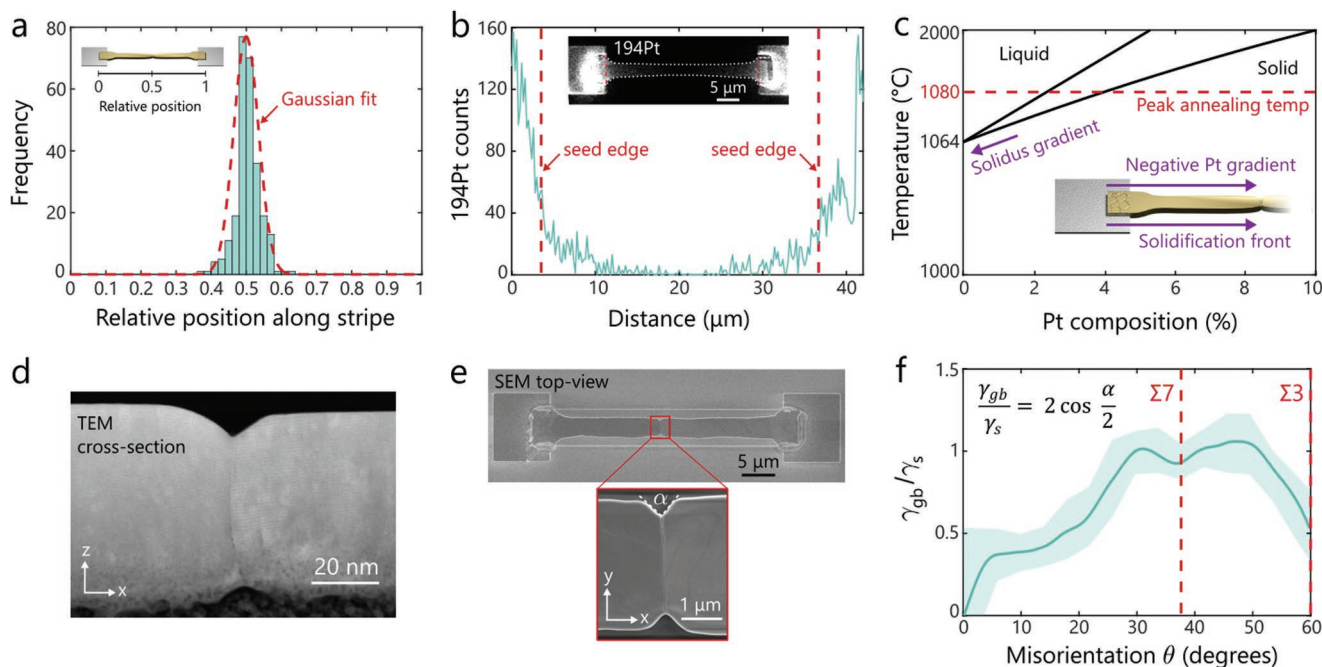 a
Frequency
80
60
40
20
0
0
0.5
1
Relative position
Gaussian fit
0 0.1 0.2 0.3 0.4 0.5 0.6 0.7 0.8 0.9 1
Relative position along stripe
b
194Pt counts
160
120
80
40
0
194Pt
5 μm
seed edge
seed edge
0 10 20 30 40
Distance (μm)
c
Temperature (°C)
2000
1080
1064
1000
Liquid
Solid
Peak annealing temp
Solidus gradient
Negative Pt gradient
Solidification front
0 2 4 6 8 10
Pt composition (%)
d
TEM
cross-section
z
x
20 nm
e
SEM top-view
5 μm
α
y
x
1 μm
f
γgb/γs
1.5
1
0.5
0
γgb/γs = 2 cos α/2
Σ7
Σ3
0 10 20 30 40 50 60
Misorientation θ (degrees)